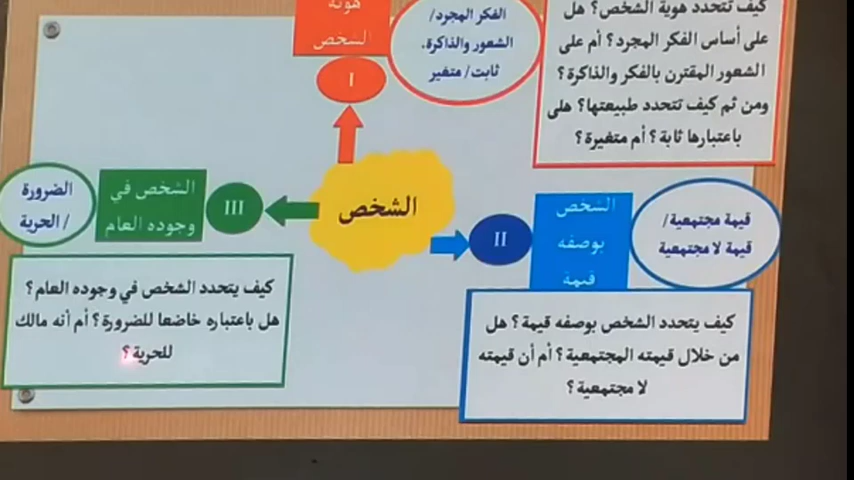 هوية
الشخص
الفكر المجرد/
الشعور والذاكرة.
ثابت/ متغير
كيف تتحدد هوية الشخص؟ هل
على أساس الفكر المجرد؟ أم على
الشعور المقترن بالفكر والذاكرة؟
ومن ثم كيف تتحدد طبيعتها؟ هلى
باعتبارها ثابة؟ أم متغيرة؟
I
الشخص
II
الشخص
بوصفه
قيمة
قيمة مجتمعية/
قيمة لا مجتمعية
كيف يتحدد الشخص بوصفه قيمة؟ هل
من خلال قيمته المجتمعية؟ أم أن قيمته
لا مجتمعية؟
III
الشخص في
وجوده العام
الضرورة
/ الحرية
كيف يتحدد الشخص في وجوده العام؟
هل باعتباره خاضعا للضرورة؟ أم أنه مالك
للحرية؟